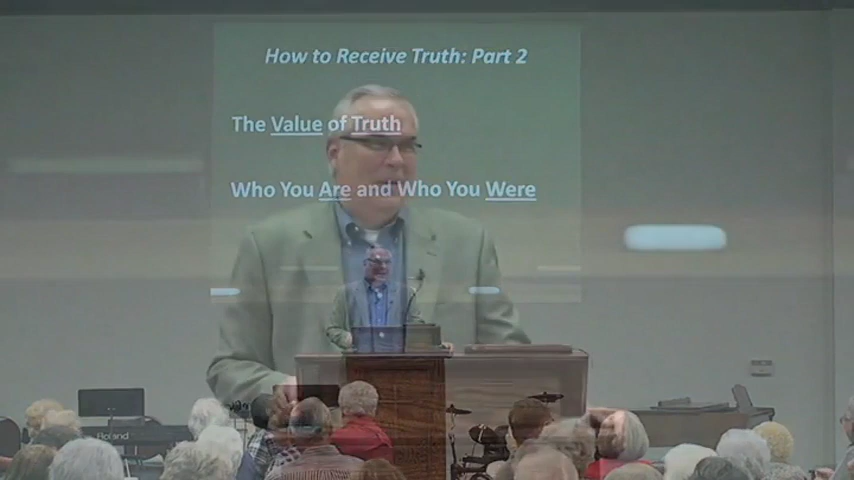 How to Receive Truth: Part 2
The Value of Truth
Who You Are and Who You Were
Roland